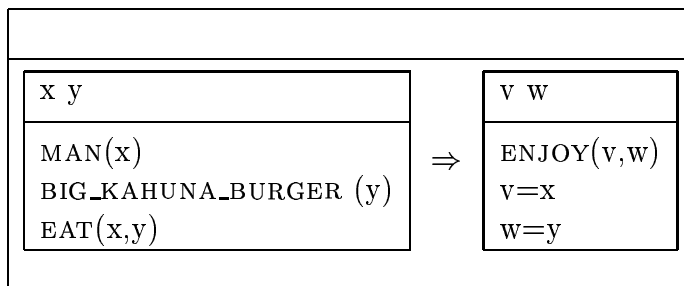 x y
MAN(x)
BIG_KAHUNA_BURGER (y)
EAT(x,y)
⇒
v w
ENJOY(v,w)
v=x
w=y